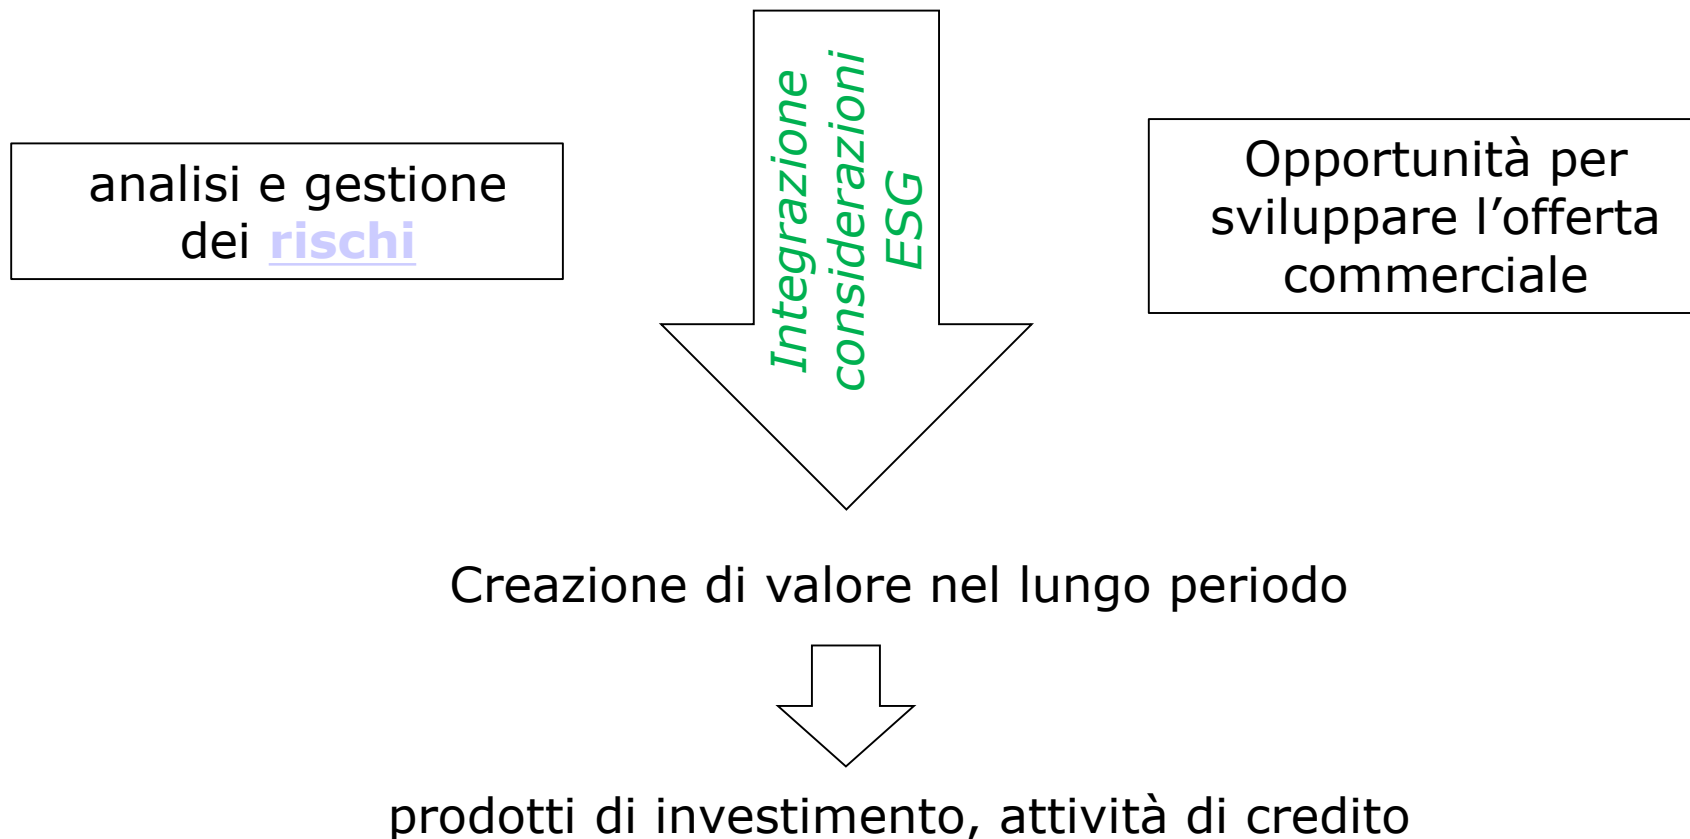 analisi e gestione
dei rischi
Integrazione
considerazioni
ESG
Opportunità per
sviluppare l’offerta
commerciale
Creazione di valore nel lungo periodo
prodotti di investimento, attività di credito